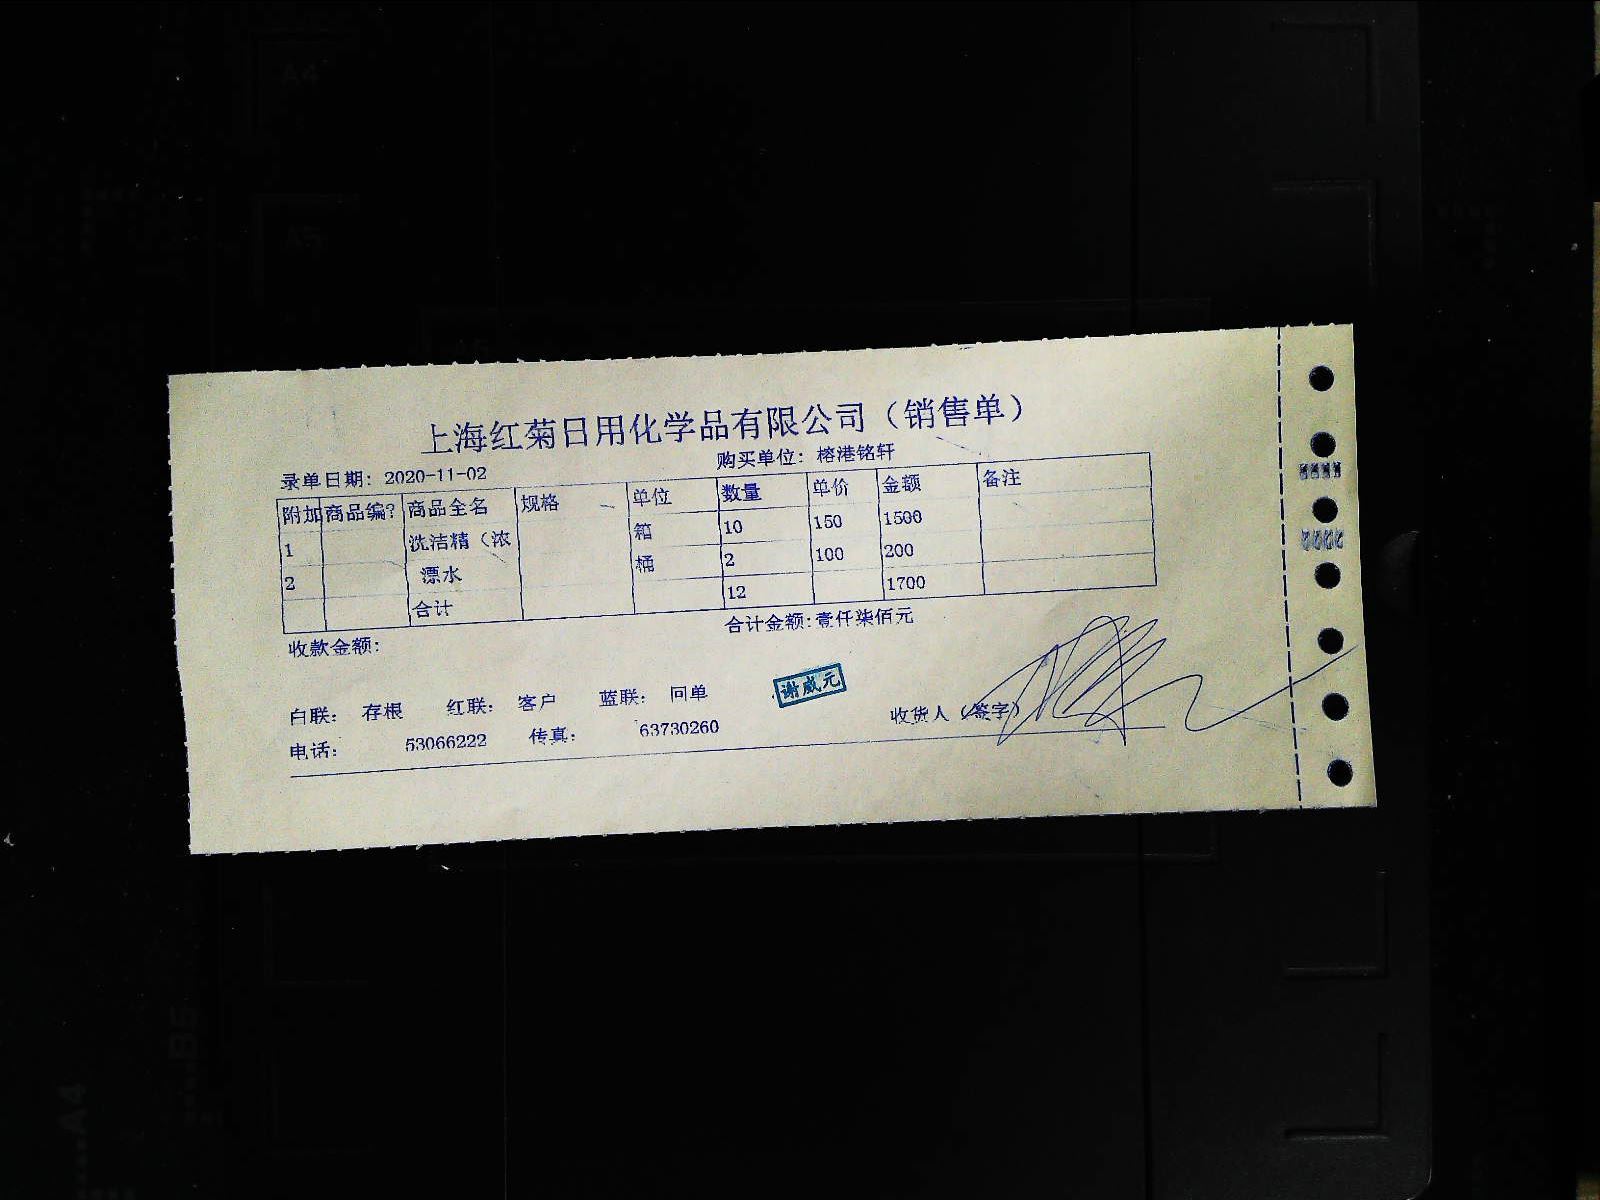 上海红菊日用化学品有限公司（销售单）
录单日期： 2020-11-02 购买单位：榕港铭轩
附加 商品编? 商品全名 规格 单位 数量 单价 金额 备注
1 洗洁精（浓 箱 10 150 1500
2 漂水 桶 2 100 200
合计 12 1700
收款金额： 合计金额:壹仟柒佰元
白联： 存根 红联： 客户 蓝联： 回单 谢威元
电话： 53066222 传真： 63730260 收货人（签字）